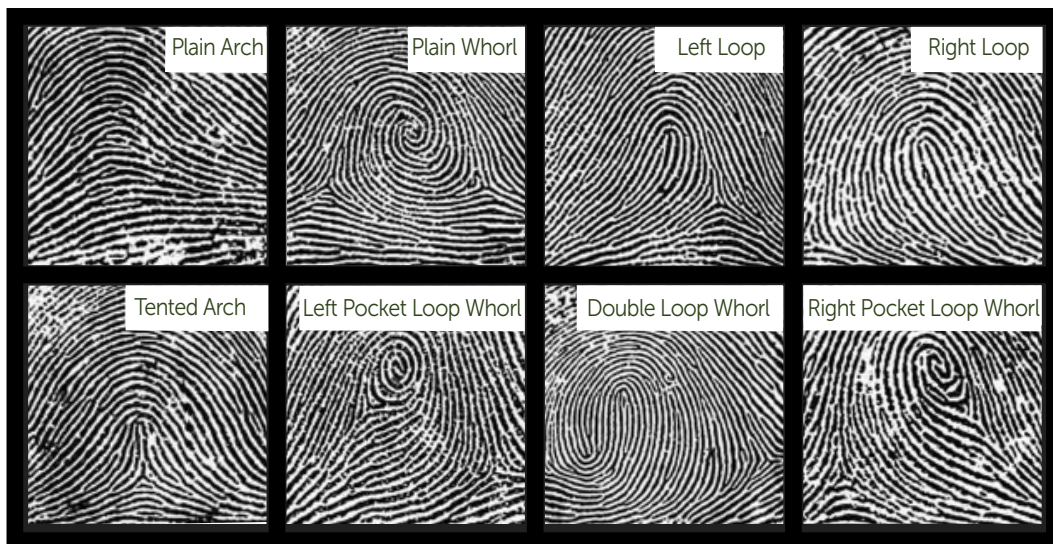 Plain Arch
Plain Whorl
Left Loop
Right Loop
Tented Arch
Left Pocket Loop Whorl
Double Loop Whorl
Right Pocket Loop Whorl